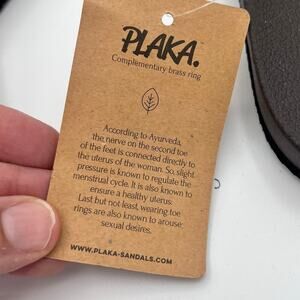 PLAKA.
Complementary brass ring
According to Ayurveda,
the nerve on the second toe
of the feet is connected directly to
the uterus of the woman. So, slight
pressure is known to regulate the
menstrual cycle. It is also known to
ensure a healthy uterus.
Last but not least, wearing toe
rings are also known to arouse
sexual desires.
WWW.PLAKA-SANDALS.COM